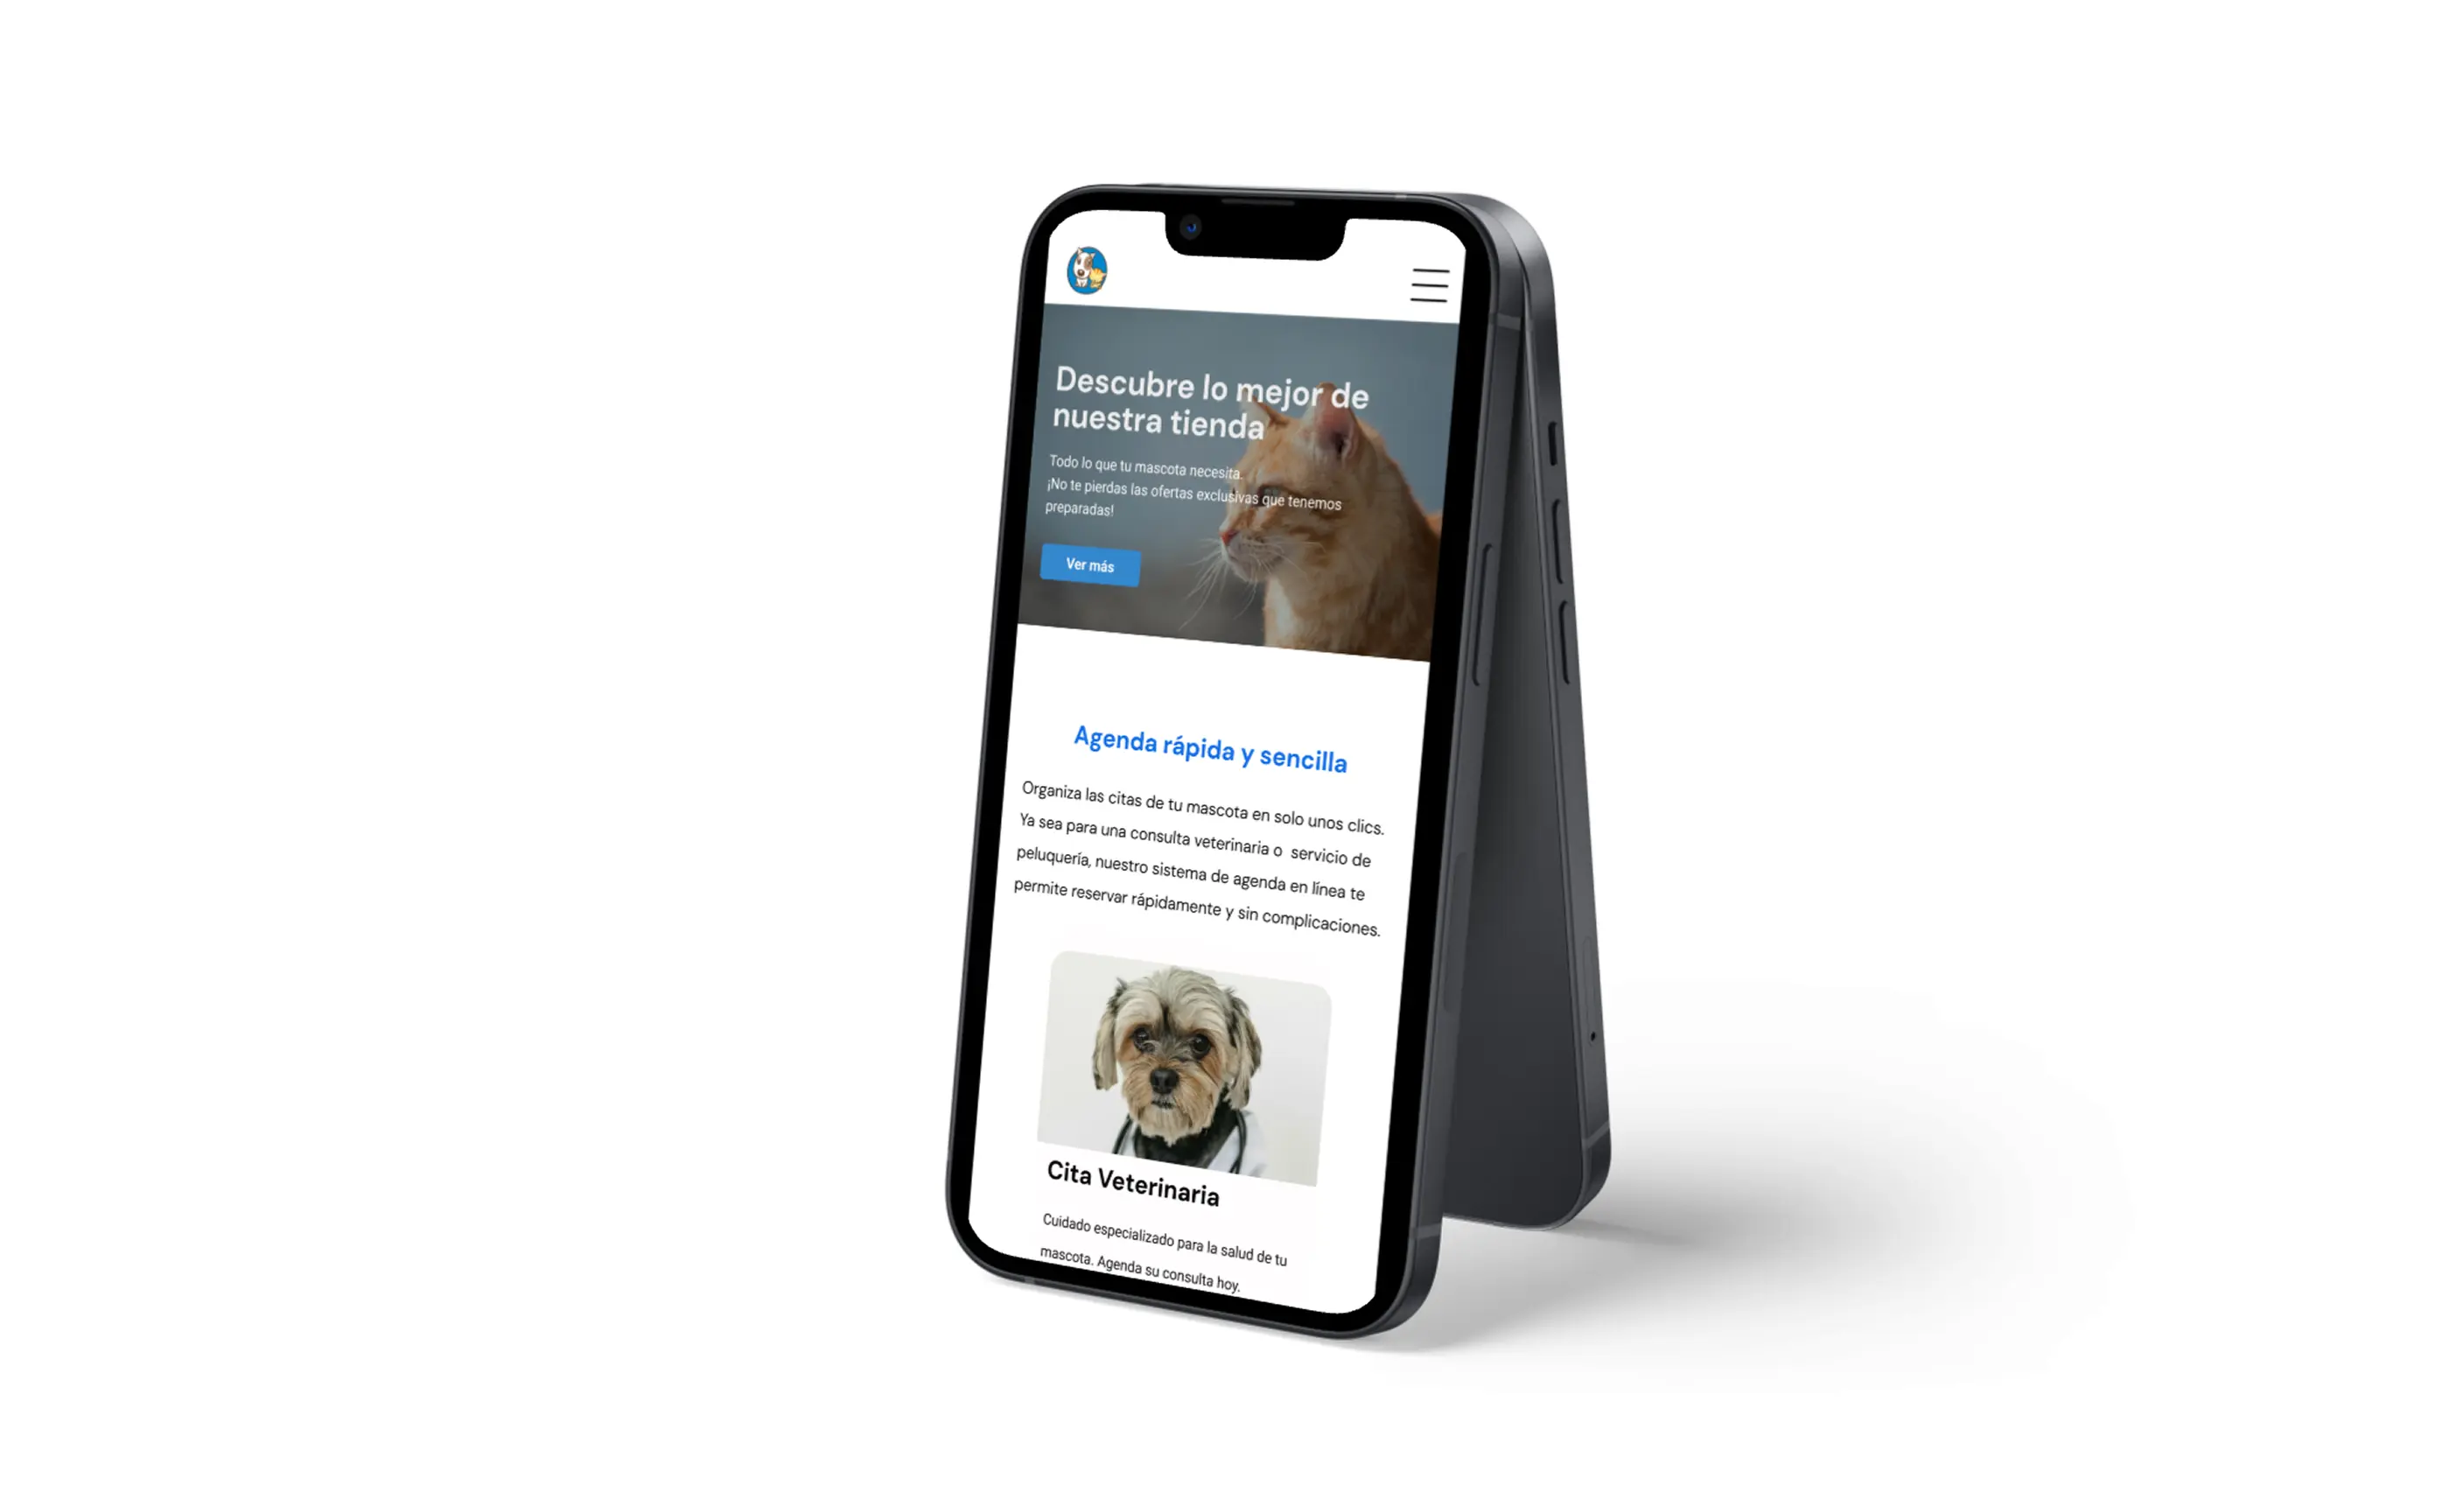 Descubre lo mejor de
nuestra tienda
Todo lo que tu mascota necesita.
¡No te pierdas las ofertas exclusivas que tenemos
preparadas!
Ver más
Agenda rápida y sencilla
Organiza las citas de tu mascota en solo unos clics.
Ya sea para una consulta veterinaria o  servicio de
peluquería, nuestro sistema de agenda en línea te
permite reservar rápidamente y sin complicaciones.
Cita Veterinaria
Cuidado especializado para la salud de tu
mascota. Agenda su consulta hoy.